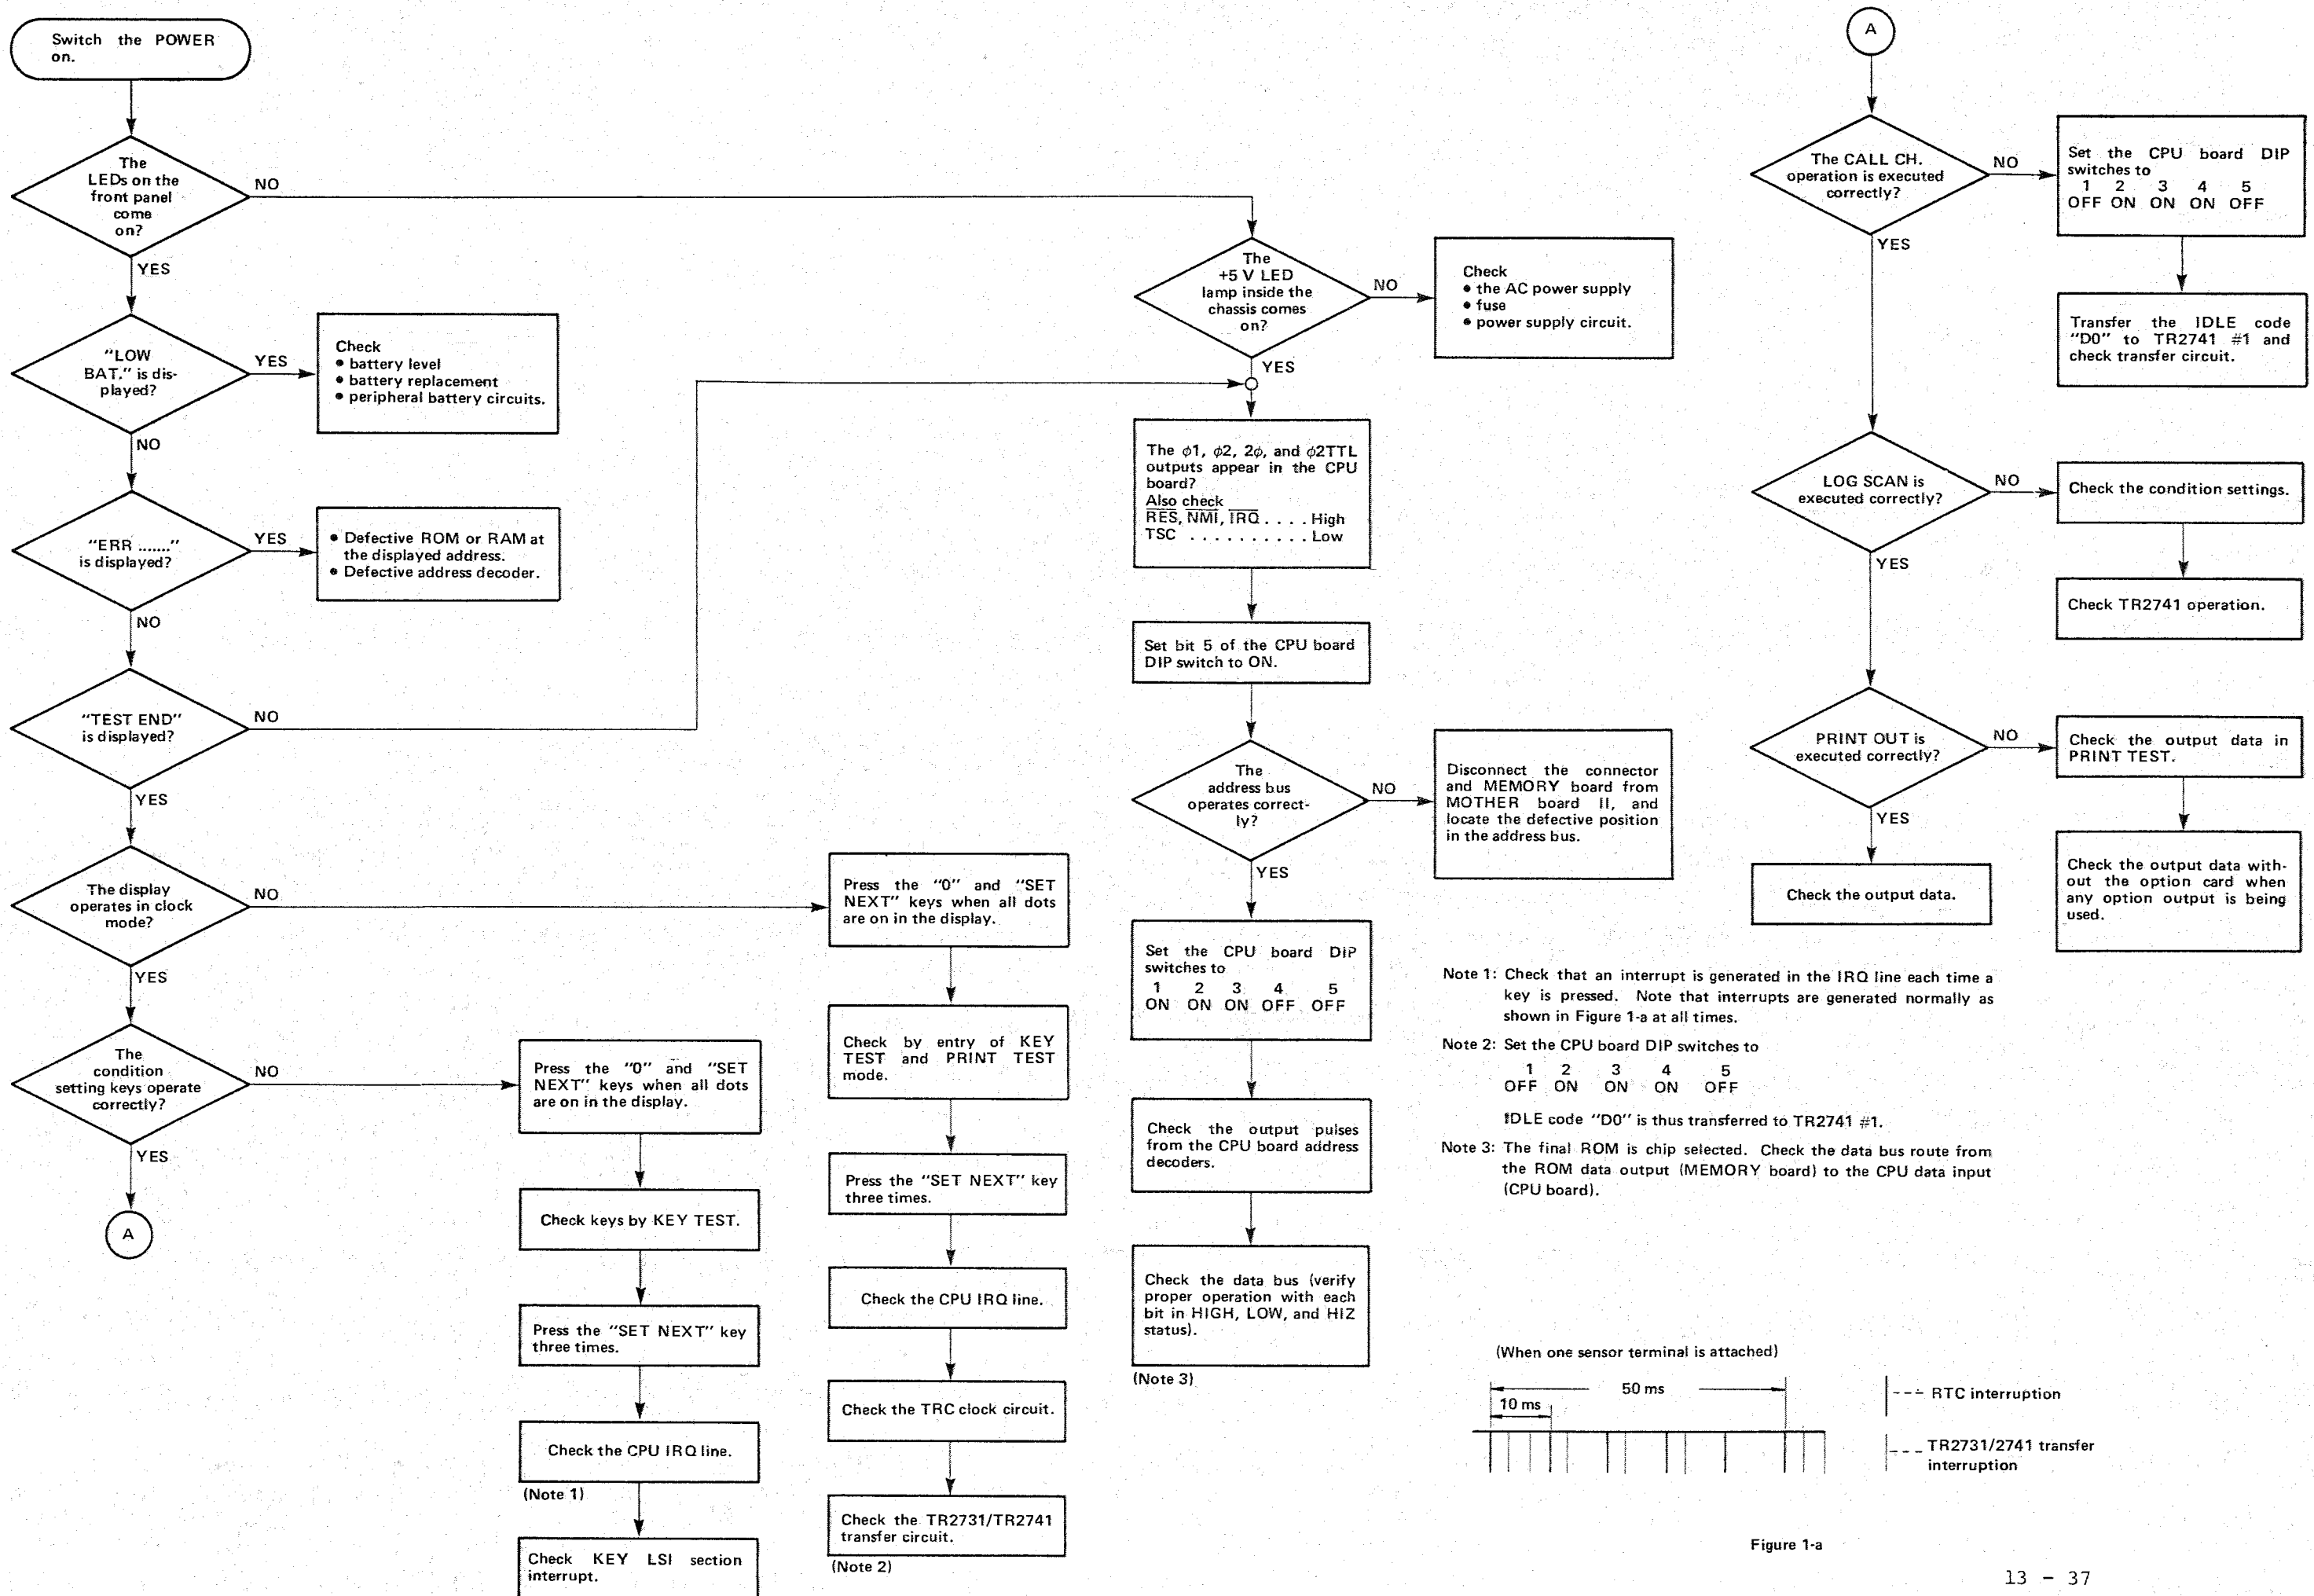 Switch the POWER
on.
The
LEDs on the
front panel
come
on?
NO
YES
"LOW
BAT." is dis-
played?
YES
Check
• battery level
• battery replacement
• peripheral battery circuits.
NO
"ERR ......."
is displayed?
YES
• Defective ROM or RAM at
the displayed address.
• Defective address decoder.
NO
"TEST END"
is displayed?
NO
YES
The display
operates in clock
mode?
NO
YES
The
condition
setting keys operate
correctly?
NO
YES
A
Press the "0" and "SET
NEXT" keys when all dots
are on in the display.
Check keys by KEY TEST.
Press the "SET NEXT" key
three times.
Check the CPU IRQ line.
(Note 1)
Check KEY LSI section
interrupt.
Press the "0" and "SET
NEXT" keys when all dots
are on in the display.
Check by entry of KEY
TEST and PRINT TEST
mode.
Press the "SET NEXT" key
three times.
Check the CPU IRQ line.
Check the TRC clock circuit.
Check the TR2731/TR2741
transfer circuit.
(Note 2)
The
+5 V LED
lamp inside the
chassis comes
on?
NO
Check
• the AC power supply
• fuse
• power supply circuit.
YES
The φ1, φ2, 2φ, and φ2TTL
outputs appear in the CPU
board?
Also check
RES, NMI, IRQ . . . . High
TSC . . . . . . . . . . Low
Set bit 5 of the CPU board
DIP switch to ON.
The
address bus
operates correct-
ly?
NO
Disconnect the connector
and MEMORY board from
MOTHER board II, and
locate the defective position
in the address bus.
YES
Set the CPU board DIP
switches to
1 2 3 4 5
ON ON ON OFF OFF
Check the output pulses
from the CPU board address
decoders.
Check the data bus (verify
proper operation with each
bit in HIGH, LOW, and HIZ
status).
(Note 3)
A
The CALL CH.
operation is executed
correctly?
NO
Set the CPU board DIP
switches to
1 2 3 4 5
OFF ON ON ON OFF
Transfer the IDLE code
"D0" to TR2741 #1 and
check transfer circuit.
YES
LOG SCAN is
executed correctly?
NO
Check the condition settings.
Check TR2741 operation.
YES
PRINT OUT is
executed correctly?
NO
Check the output data in
PRINT TEST.
Check the output data with-
out the option card when
any option output is being
used.
YES
Check the output data.
Note 1: Check that an interrupt is generated in the IRQ line each time a
key is pressed. Note that interrupts are generated normally as
shown in Figure 1-a at all times.
Note 2: Set the CPU board DIP switches to
1 2 3 4 5
OFF ON ON ON OFF
IDLE code "D0" is thus transferred to TR2741 #1.
Note 3: The final ROM is chip selected. Check the data bus route from
the ROM data output (MEMORY board) to the CPU data input
(CPU board).
(When one sensor terminal is attached)
50 ms
10 ms
--- RTC interruption
--- TR2731/2741 transfer
interruption
Figure 1-a
13 - 37